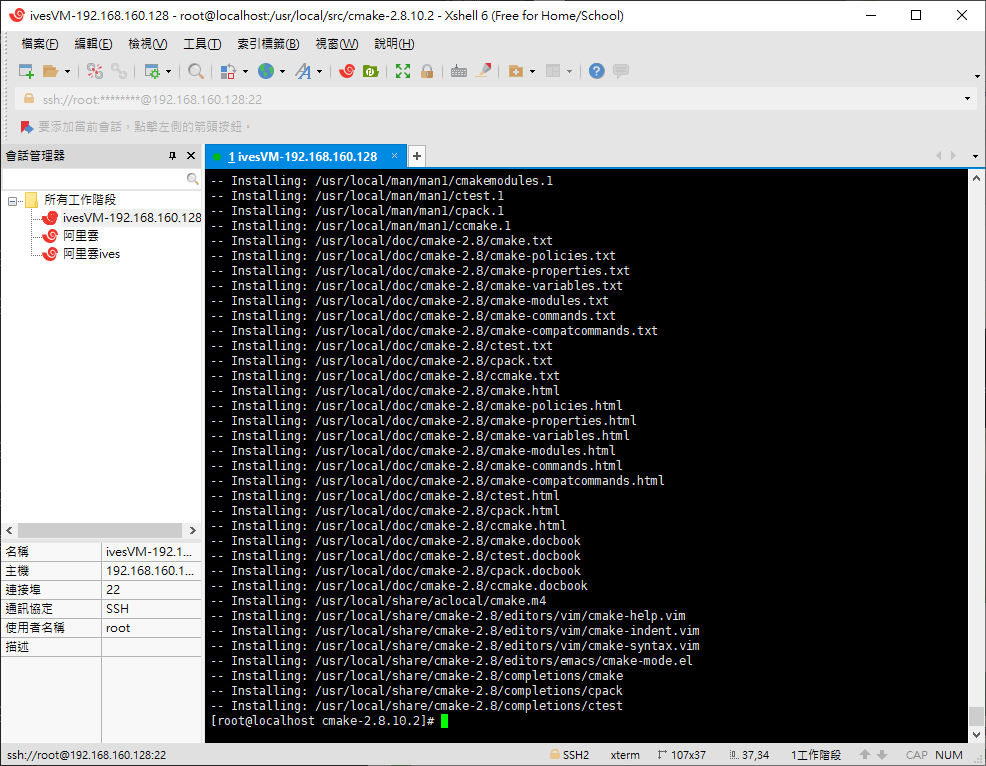 ivesVM-192.168.160.128 - root@localhost:/usr/local/src/cmake-2.8.10.2 - Xshell 6 (Free for Home/School)
檔案(F) 編輯(E) 檢視(V) 工具(T) 索引標籤(B) 視窗(W) 說明(H)
ssh://root:********@192.168.160.128:22
要添加當前會話，點擊左側的箭頭按鈕。
會話管理器
所有工作階段
ivesVM-192.168.160.128
阿里雲
阿里雲ives
名稱 ivesVM-192.1...
主機 192.168.160.1...
連接埠 22
通訊協定 SSH
使用者名稱 root
描述
1 ivesVM-192.168.160.128
-- Installing: /usr/local/man/man1/cmakemodules.1
-- Installing: /usr/local/man/man1/ctest.1
-- Installing: /usr/local/man/man1/cpack.1
-- Installing: /usr/local/man/man1/ccmake.1
-- Installing: /usr/local/doc/cmake-2.8/cmake.txt
-- Installing: /usr/local/doc/cmake-2.8/cmake-policies.txt
-- Installing: /usr/local/doc/cmake-2.8/cmake-properties.txt
-- Installing: /usr/local/doc/cmake-2.8/cmake-variables.txt
-- Installing: /usr/local/doc/cmake-2.8/cmake-modules.txt
-- Installing: /usr/local/doc/cmake-2.8/cmake-commands.txt
-- Installing: /usr/local/doc/cmake-2.8/cmake-compatcommands.txt
-- Installing: /usr/local/doc/cmake-2.8/ctest.txt
-- Installing: /usr/local/doc/cmake-2.8/cpack.txt
-- Installing: /usr/local/doc/cmake-2.8/ccmake.txt
-- Installing: /usr/local/doc/cmake-2.8/cmake.html
-- Installing: /usr/local/doc/cmake-2.8/cmake-policies.html
-- Installing: /usr/local/doc/cmake-2.8/cmake-properties.html
-- Installing: /usr/local/doc/cmake-2.8/cmake-variables.html
-- Installing: /usr/local/doc/cmake-2.8/cmake-modules.html
-- Installing: /usr/local/doc/cmake-2.8/cmake-commands.html
-- Installing: /usr/local/doc/cmake-2.8/cmake-compatcommands.html
-- Installing: /usr/local/doc/cmake-2.8/ctest.html
-- Installing: /usr/local/doc/cmake-2.8/cpack.html
-- Installing: /usr/local/doc/cmake-2.8/ccmake.html
-- Installing: /usr/local/doc/cmake-2.8/cmake.docbook
-- Installing: /usr/local/doc/cmake-2.8/ctest.docbook
-- Installing: /usr/local/doc/cmake-2.8/cpack.docbook
-- Installing: /usr/local/doc/cmake-2.8/ccmake.docbook
-- Installing: /usr/local/share/aclocal/cmake.m4
-- Installing: /usr/local/share/cmake-2.8/editors/vim/cmake-help.vim
-- Installing: /usr/local/share/cmake-2.8/editors/vim/cmake-indent.vim
-- Installing: /usr/local/share/cmake-2.8/editors/vim/cmake-syntax.vim
-- Installing: /usr/local/share/cmake-2.8/editors/emacs/cmake-mode.el
-- Installing: /usr/local/share/cmake-2.8/completions/cmake
-- Installing: /usr/local/share/cmake-2.8/completions/cpack
-- Installing: /usr/local/share/cmake-2.8/completions/ctest
[root@localhost cmake-2.8.10.2]#
ssh://root@192.168.160.128:22 SSH2 xterm 107x37 37,34 1工作階段 CAP NUM